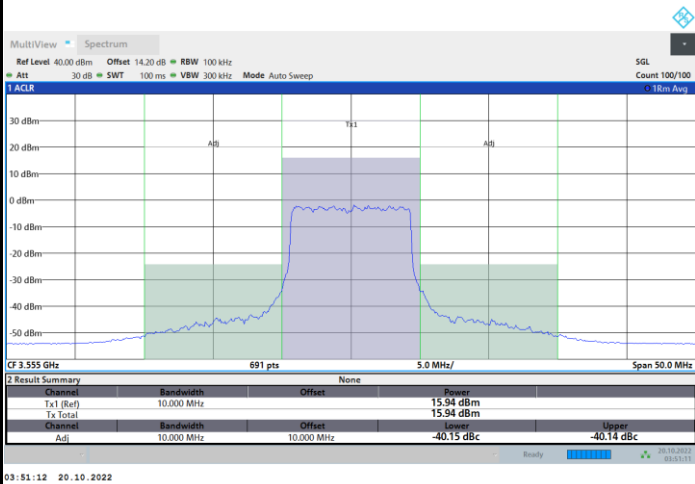 MultiView Spectrum
Ref Level 40.00 dBm Offset 14.20 dB RBW 100 kHz SGL
Att 30 dB SWT 100 ms VBW 300 kHz Mode Auto Sweep Count 100/100
1 ACLR 1Rm Avg
30 dBm
Tx1
20 dBm
Adj Adj
10 dBm
0 dBm
-10 dBm
-20 dBm
-30 dBm
-40 dBm
-50 dBm
CF 3.555 GHz 691 pts 5.0 MHz/ Span 50.0 MHz
2 Result Summary None
Channel Bandwidth Offset Power
Tx1 (Ref) 10.000 MHz 15.94 dBm
Tx Total 15.94 dBm
Channel Bandwidth Offset Lower Upper
Adj 10.000 MHz 10.000 MHz -40.15 dBc -40.14 dBc
Ready 20.10.2022
03:51:11
03:51:12 20.10.2022